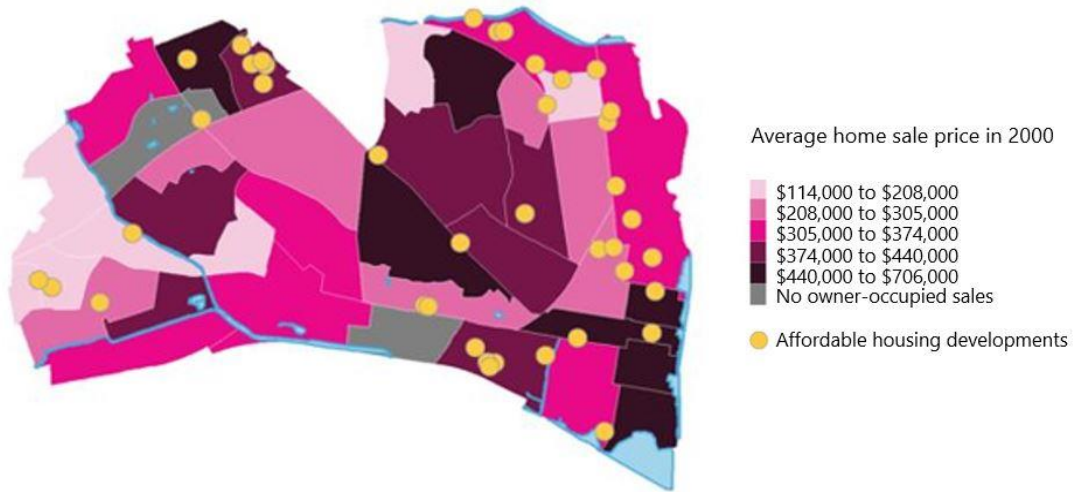 Average home sale price in 2000
$114,000 to $208,000
$208,000 to $305,000
$305,000 to $374,000
$374,000 to $440,000
$440,000 to $706,000
No owner-occupied sales
Affordable housing developments